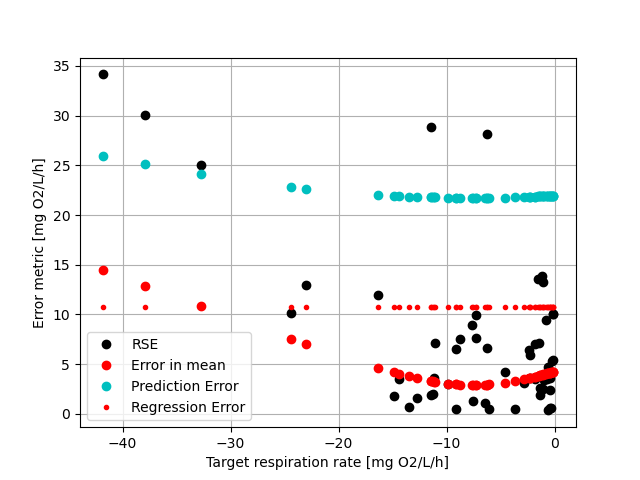 35
30
25
20
15
10
5
0
Error metric [mg O2/L/h]
RSE
Error in mean
Prediction Error
Regression Error
−40
−30
−20
−10
0
Target respiration rate [mg O2/L/h]